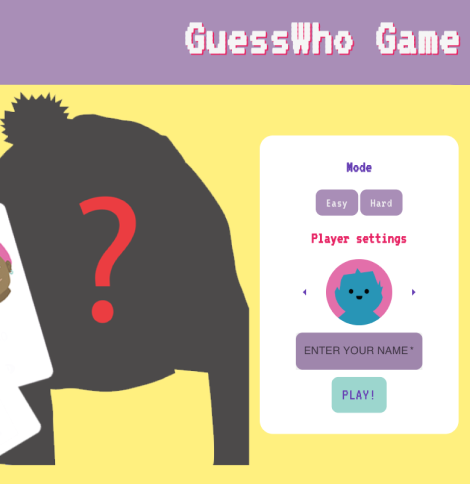 GuessWho Game
?
Mode
Easy Hard
Player settings
ENTER YOUR NAME*
PLAY!